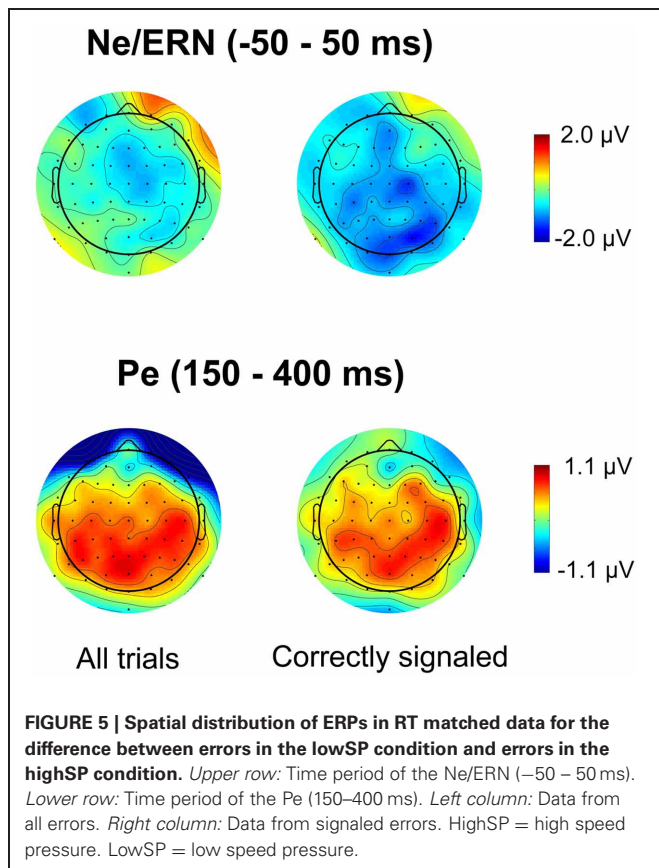 Ne/ERN (-50 - 50 ms)
2.0 µV
-2.0 µV
Pe (150 - 400 ms)
1.1 µV
-1.1 µV
All trials Correctly signaled
FIGURE 5 | Spatial distribution of ERPs in RT matched data for the
difference between errors in the lowSP condition and errors in the
highSP condition. Upper row: Time period of the Ne/ERN (−50 – 50 ms).
Lower row: Time period of the Pe (150–400 ms). Left column: Data from
all errors. Right column: Data from signaled errors. HighSP = high speed
pressure. LowSP = low speed pressure.